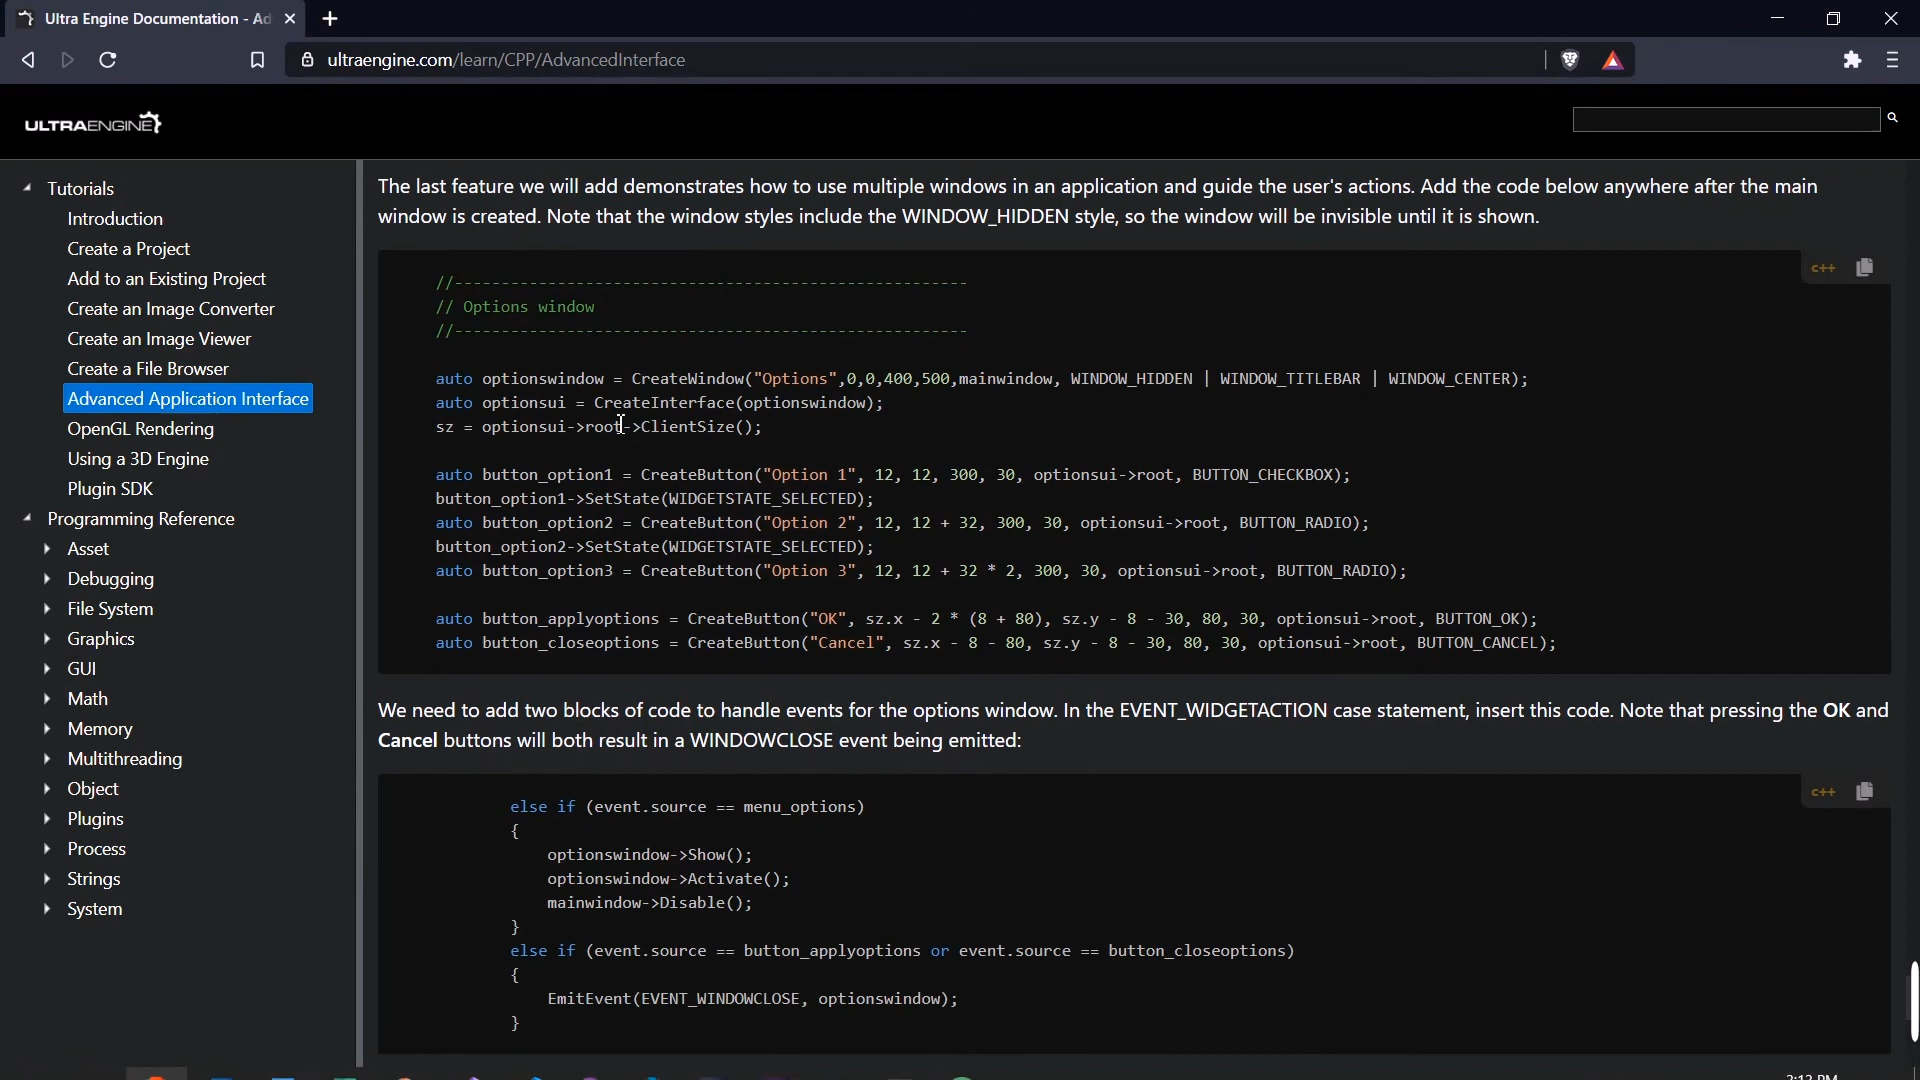 Ultra Engine Documentation - Ad
ultraengine.com/learn/CPP/AdvancedInterface
ULTRAENGINE
Tutorials
Introduction
Create a Project
Add to an Existing Project
Create an Image Converter
Create an Image Viewer
Create a File Browser
Advanced Application Interface
OpenGL Rendering
Using a 3D Engine
Plugin SDK
Programming Reference
Asset
Debugging
File System
Graphics
GUI
Math
Memory
Multithreading
Object
Plugins
Process
Strings
System
The last feature we will add demonstrates how to use multiple windows in an application and guide the user's actions. Add the code below anywhere after the main
window is created. Note that the window styles include the WINDOW_HIDDEN style, so the window will be invisible until it is shown.
c++
//-------------------------------------------------------
// Options window
//-------------------------------------------------------
auto optionswindow = CreateWindow("Options",0,0,400,500,mainwindow, WINDOW_HIDDEN | WINDOW_TITLEBAR | WINDOW_CENTER);
auto optionsui = CreateInterface(optionswindow);
sz = optionsui->root->ClientSize();
auto button_option1 = CreateButton("Option 1", 12, 12, 300, 30, optionsui->root, BUTTON_CHECKBOX);
button_option1->SetState(WIDGETSTATE_SELECTED);
auto button_option2 = CreateButton("Option 2", 12, 12 + 32, 300, 30, optionsui->root, BUTTON_RADIO);
button_option2->SetState(WIDGETSTATE_SELECTED);
auto button_option3 = CreateButton("Option 3", 12, 12 + 32 * 2, 300, 30, optionsui->root, BUTTON_RADIO);
auto button_applyoptions = CreateButton("OK", sz.x - 2 * (8 + 80), sz.y - 8 - 30, 80, 30, optionsui->root, BUTTON_OK);
auto button_closeoptions = CreateButton("Cancel", sz.x - 8 - 80, sz.y - 8 - 30, 80, 30, optionsui->root, BUTTON_CANCEL);
We need to add two blocks of code to handle events for the options window. In the EVENT_WIDGETACTION case statement, insert this code. Note that pressing the OK and
Cancel buttons will both result in a WINDOWCLOSE event being emitted:
c++
else if (event.source == menu_options)
{
optionswindow->Show();
optionswindow->Activate();
mainwindow->Disable();
}
else if (event.source == button_applyoptions or event.source == button_closeoptions)
{
EmitEvent(EVENT_WINDOWCLOSE, optionswindow);
}